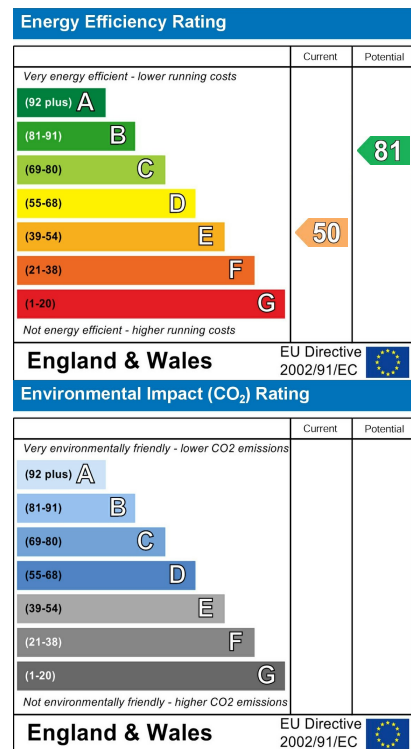 Energy Efficiency Rating
Current Potential
Very energy efficient - lower running costs
(92 plus) A
(81-91) B
81
(69-80) C
(55-68) D
(39-54) E
50
(21-38) F
(1-20) G
Not energy efficient - higher running costs
England & Wales
EU Directive
2002/91/EC
Environmental Impact (CO₂) Rating
Current Potential
Very environmentally friendly - lower CO2 emissions
(92 plus) A
(81-91) B
(69-80) C
(55-68) D
(39-54) E
(21-38) F
(1-20) G
Not environmentally friendly - higher CO2 emissions
England & Wales
EU Directive
2002/91/EC